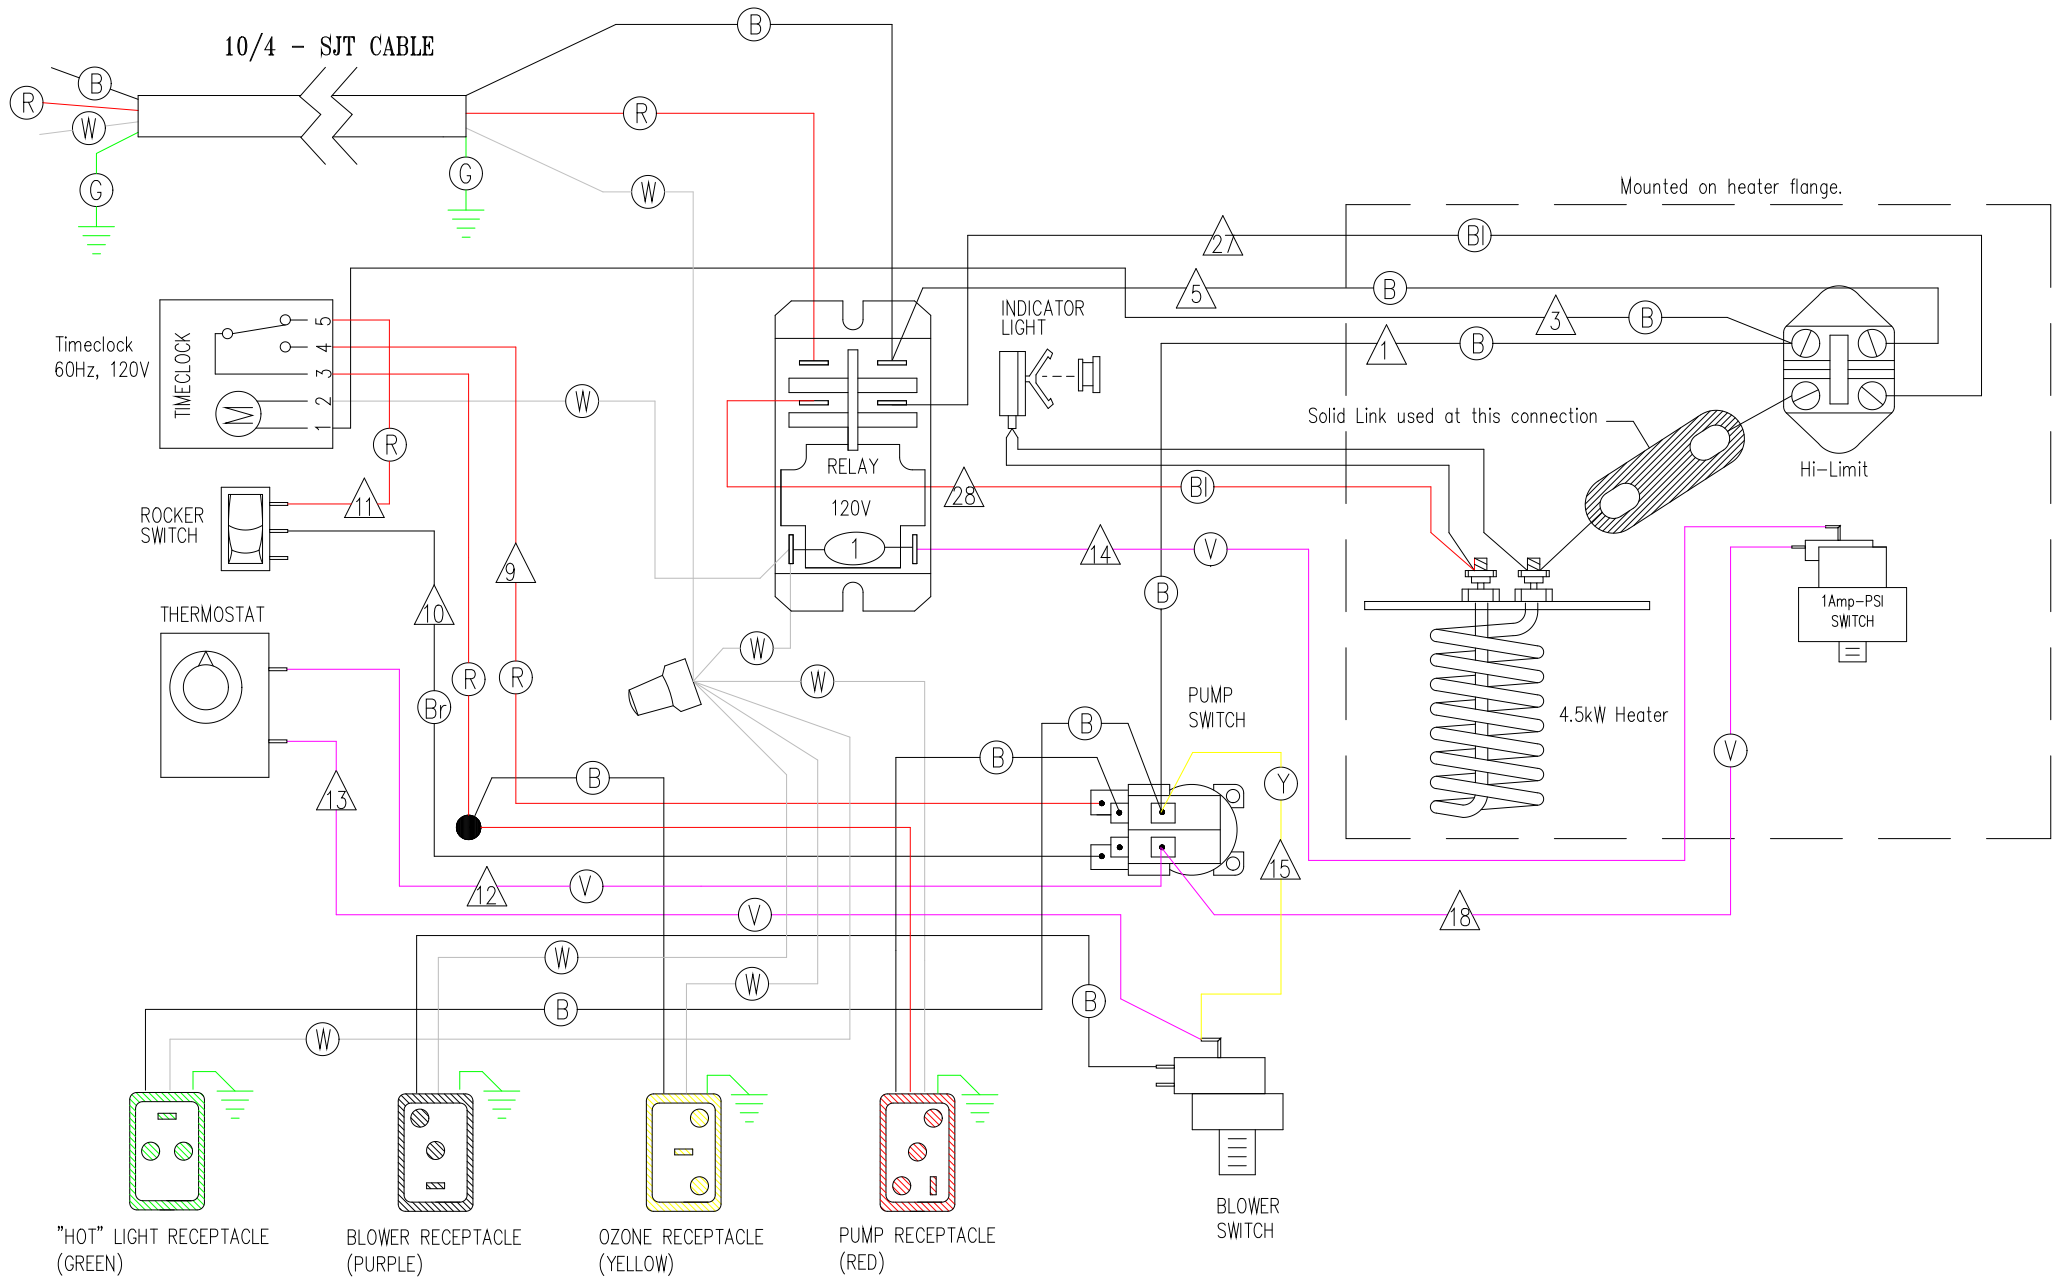 B
10/4 - SJT CABLE
B
R
R
W
W
G
G
Mounted on heater flange.
27
Bl
5
B
INDICATOR
LIGHT
3
B
1
B
Timeclock
60Hz, 120V
TIMECLOCK
5
4
3
2
1
M
W
R
Solid Link used at this connection
Hi-Limit
RELAY
120V
1
28
Bl
ROCKER
SWITCH
11
14
V
9
10
B
1Amp-PSI
SWITCH
THERMOSTAT
W
W
R
R
Br
PUMP
SWITCH
4.5kW Heater
B
B
V
B
Y
13
15
12
V
V
18
W
W
B
B
W
"HOT" LIGHT RECEPTACLE
(GREEN)
BLOWER RECEPTACLE
(PURPLE)
OZONE RECEPTACLE
(YELLOW)
PUMP RECEPTACLE
(RED)
BLOWER
SWITCH